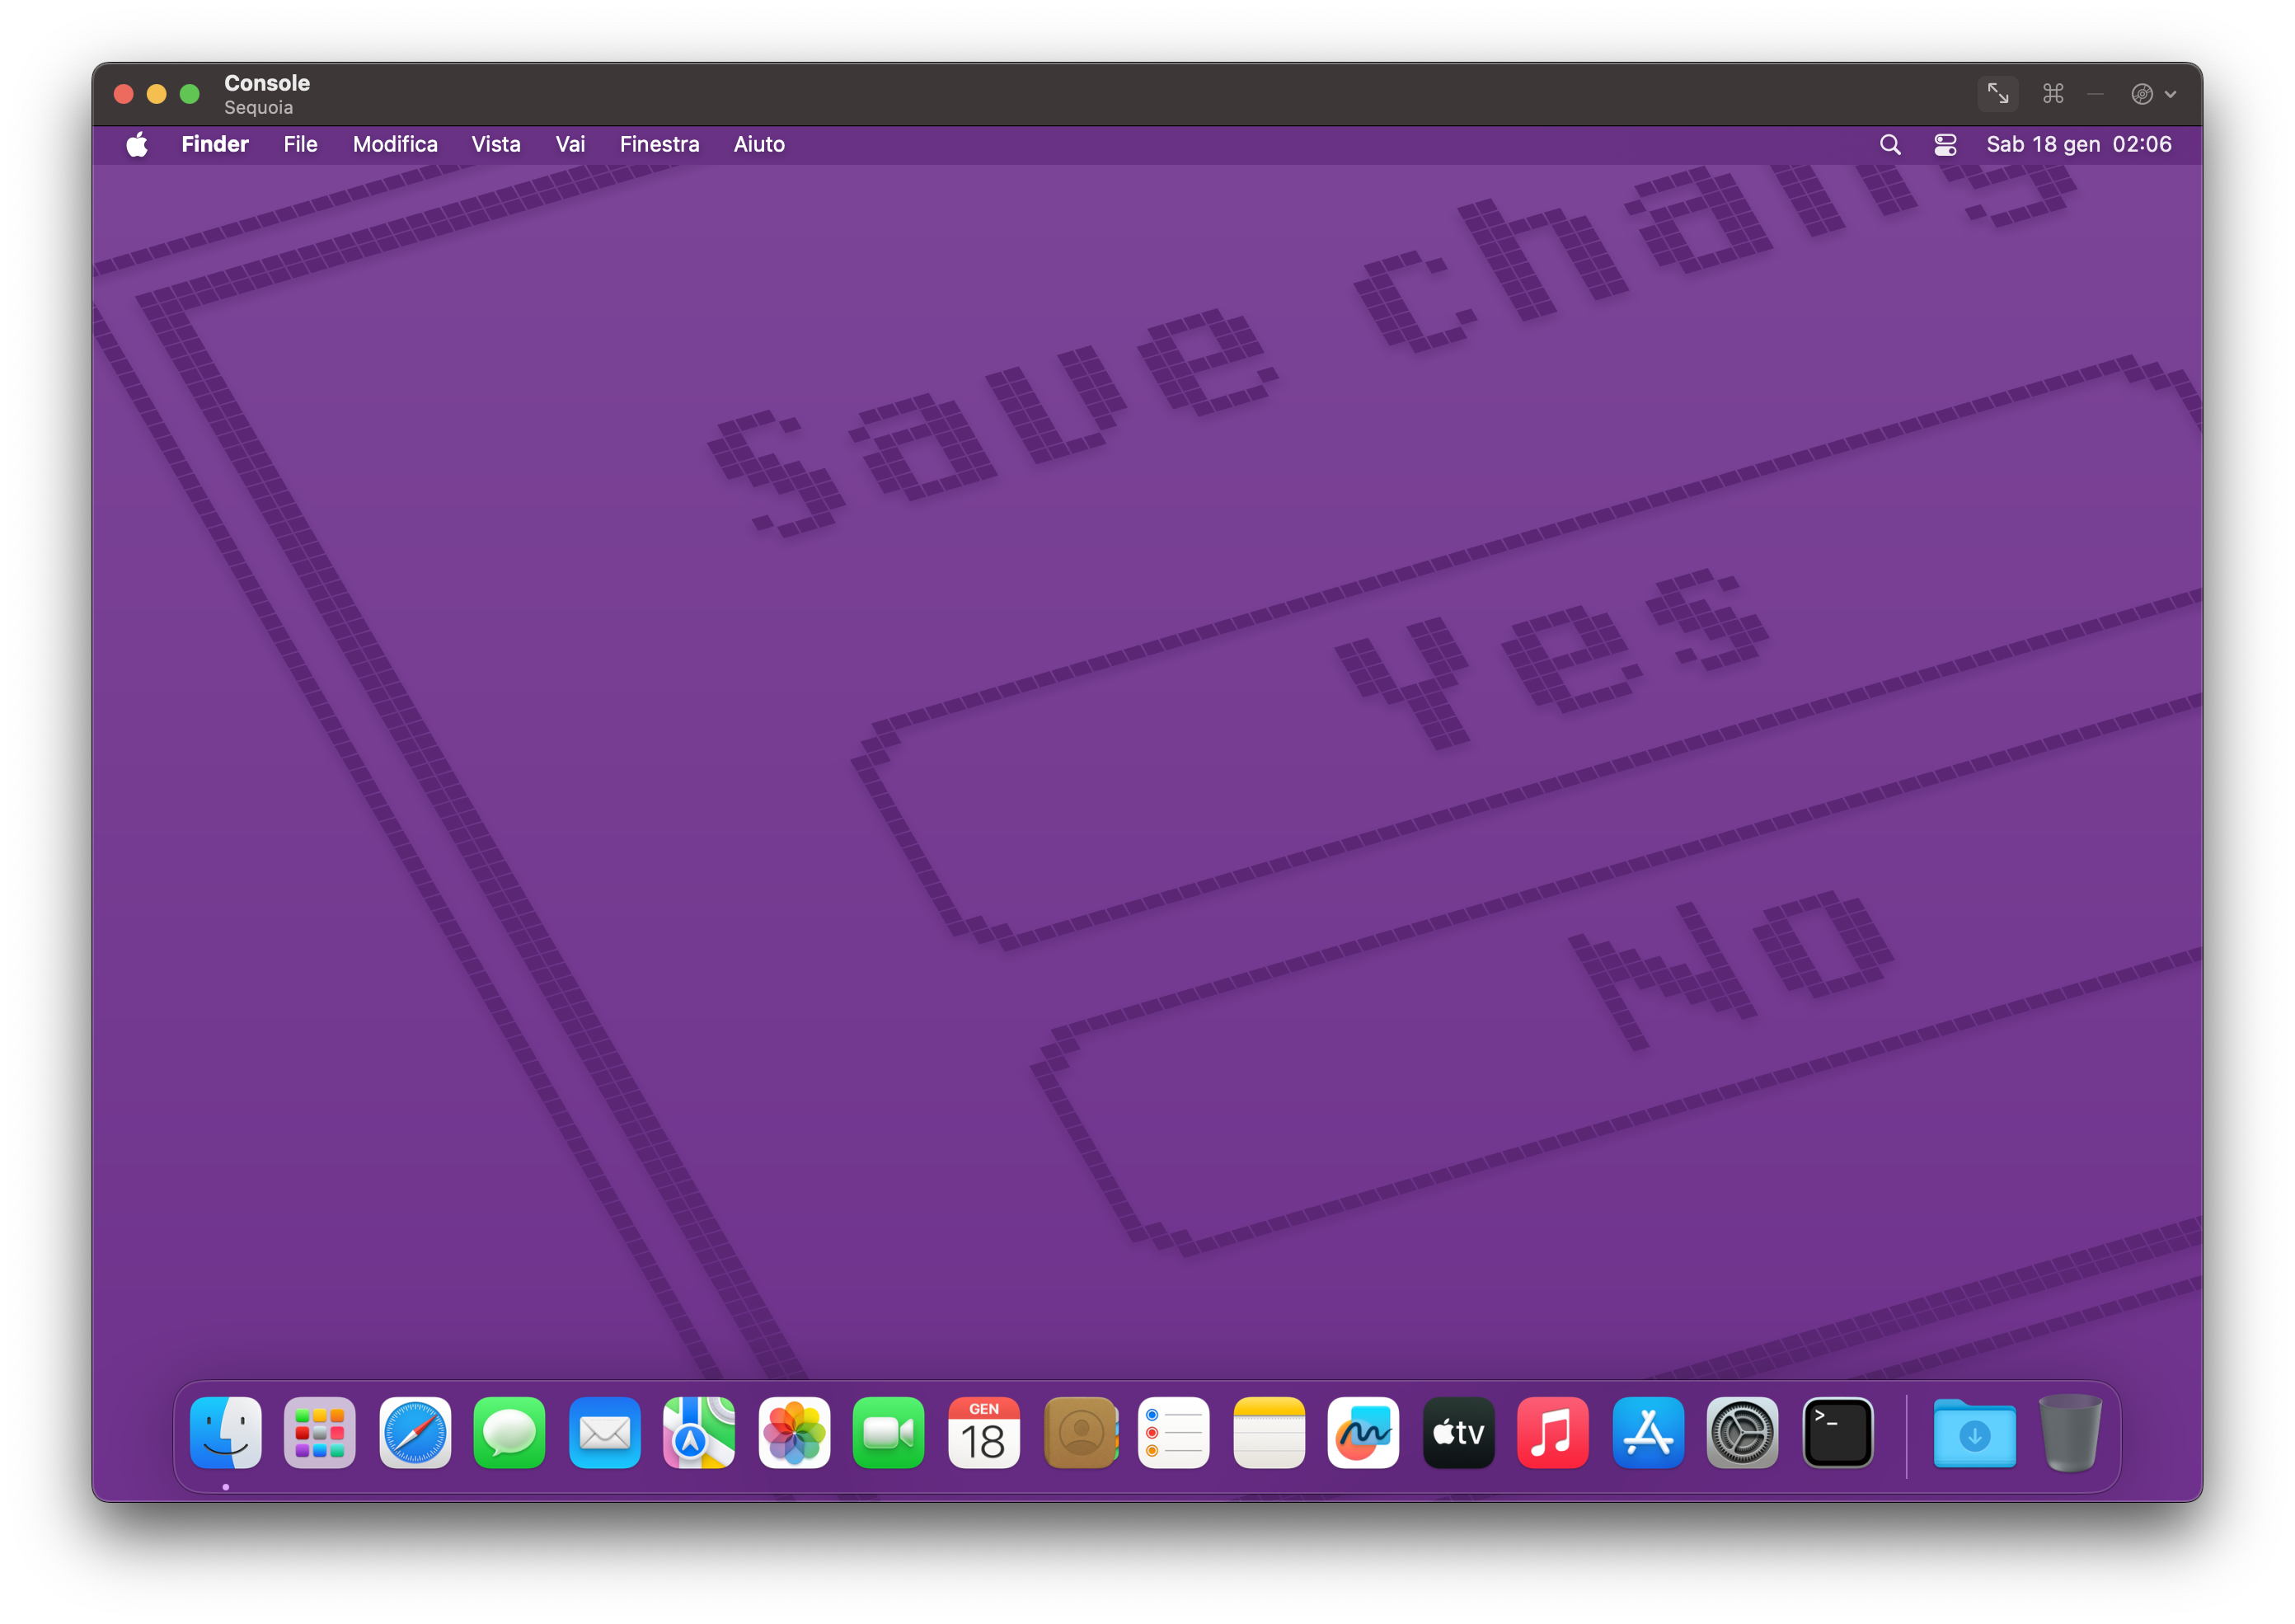 Console
Sequoia
Finder File Modifica Vista Vai Finestra Aiuto Sab 18 gen 02:06
Save chang
Yes
No
GEN
18
tv
>_